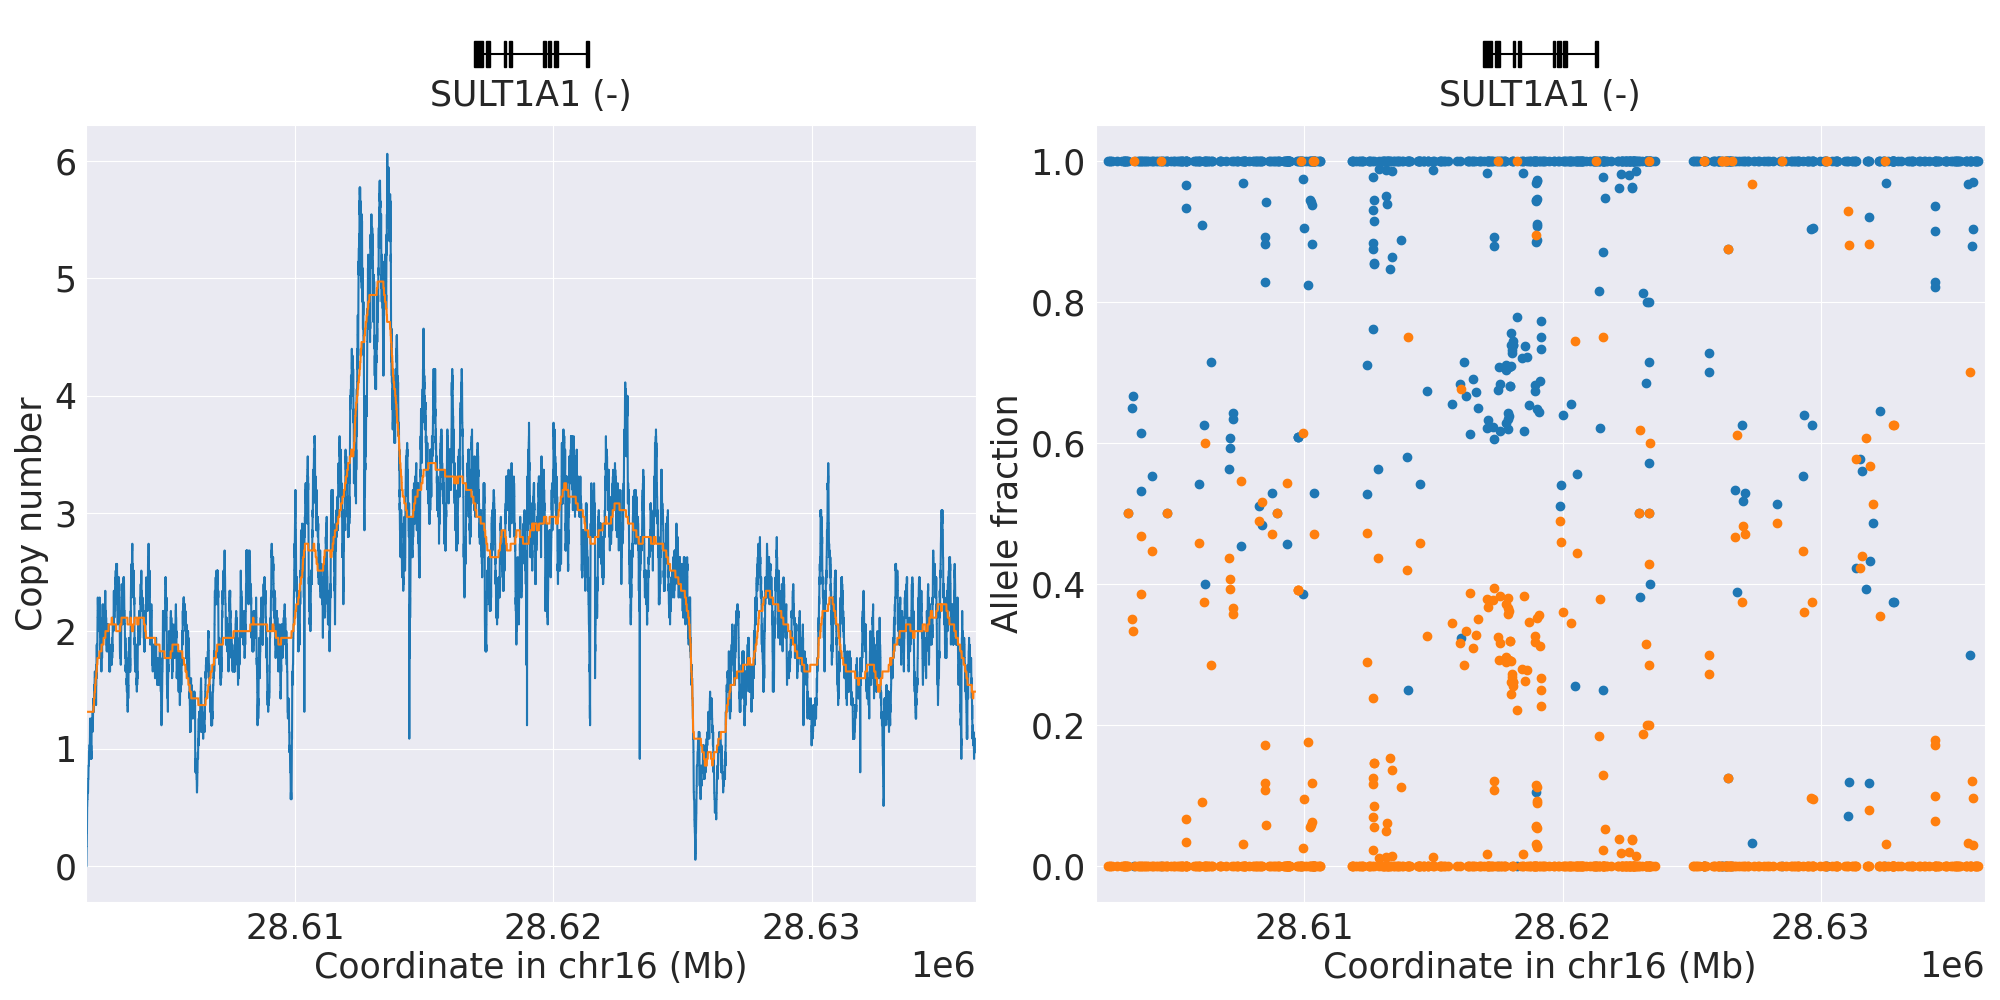 SULT1A1 (-)
Copy number
6
5
4
3
2
1
0
28.61
28.62
28.63
Coordinate in chr16 (Mb)
1e6
SULT1A1 (-)
Allele fraction
1.0
0.8
0.6
0.4
0.2
0.0
28.61
28.62
28.63
Coordinate in chr16 (Mb)
1e6